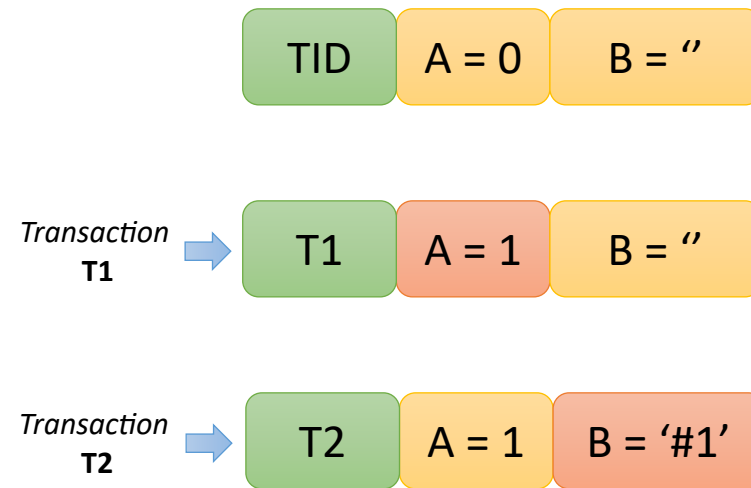 TID A = 0 B = ‘’
Transaction
T1
T1 A = 1 B = ‘’
Transaction
T2
T2 A = 1 B = ‘#1’